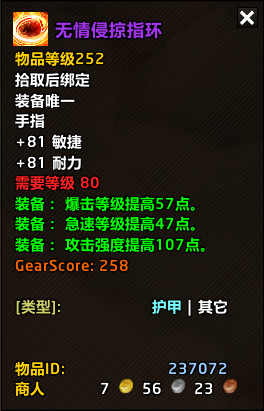 无情侵掠指环
物品等级252
拾取后绑定
装备唯一
手指
+81 敏捷
+81 耐力
需要等级 80
装备： 爆击等级提高57点。
装备： 急速等级提高47点。
装备： 攻击强度提高107点。
GearScore: 258
[类型]: 护甲 | 其它
物品ID: 237072
商人 7 56 23